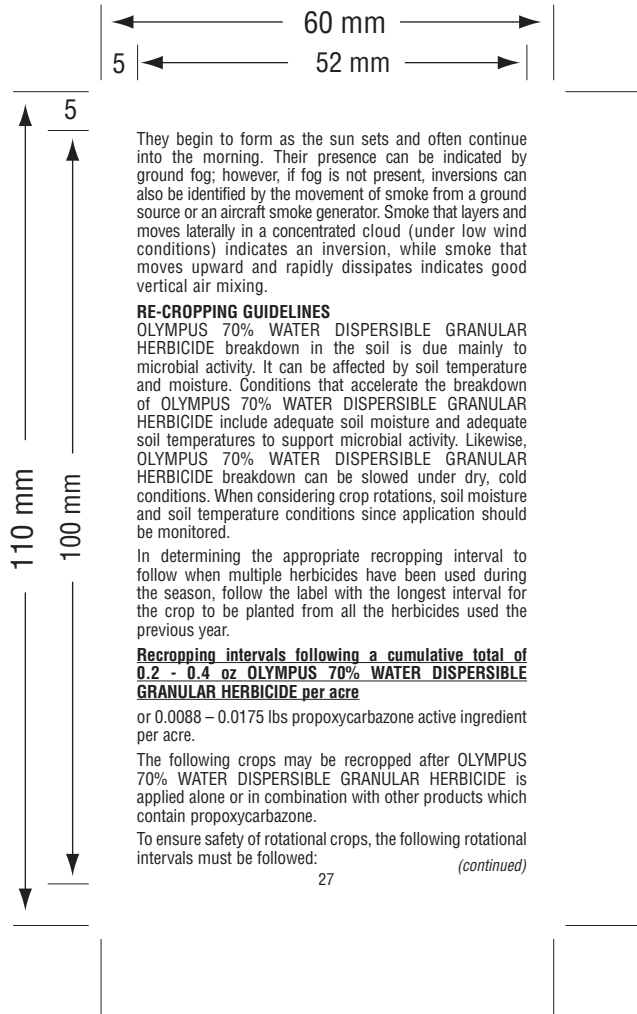 60 mm
5
52 mm
5
110 mm
100 mm
They begin to form as the sun sets and often continue
into the morning. Their presence can be indicated by
ground fog; however, if fog is not present, inversions can
also be identified by the movement of smoke from a ground
source or an aircraft smoke generator. Smoke that layers and
moves laterally in a concentrated cloud (under low wind
conditions) indicates an inversion, while smoke that
moves upward and rapidly dissipates indicates good
vertical air mixing.
RE-CROPPING GUIDELINES
OLYMPUS 70% WATER DISPERSIBLE GRANULAR
HERBICIDE breakdown in the soil is due mainly to
microbial activity. It can be affected by soil temperature
and moisture. Conditions that accelerate the breakdown
of OLYMPUS 70% WATER DISPERSIBLE GRANULAR
HERBICIDE include adequate soil moisture and adequate
soil temperatures to support microbial activity. Likewise,
OLYMPUS 70% WATER DISPERSIBLE GRANULAR
HERBICIDE breakdown can be slowed under dry, cold
conditions. When considering crop rotations, soil moisture
and soil temperature conditions since application should
be monitored.
In determining the appropriate recropping interval to
follow when multiple herbicides have been used during
the season, follow the label with the longest interval for
the crop to be planted from all the herbicides used the
previous year.
Recropping intervals following a cumulative total of
0.2 - 0.4 oz OLYMPUS 70% WATER DISPERSIBLE
GRANULAR HERBICIDE per acre
or 0.0088 – 0.0175 lbs propoxycarbazone active ingredient
per acre.
The following crops may be recropped after OLYMPUS
70% WATER DISPERSIBLE GRANULAR HERBICIDE is
applied alone or in combination with other products which
contain propoxycarbazone.
To ensure safety of rotational crops, the following rotational
intervals must be followed:
(continued)
27